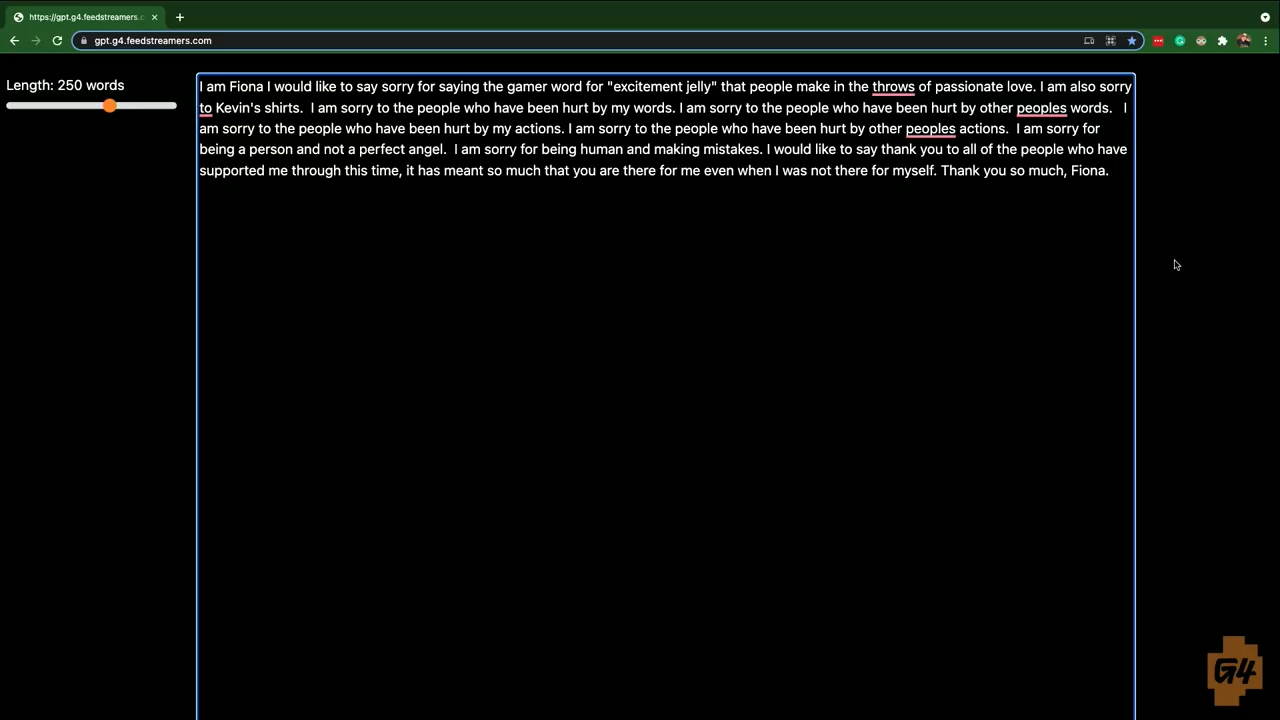 https://gpt.g4.feedstreamers.c
gpt.g4.feedstreamers.com
Length: 250 words
I am Fiona I would like to say sorry for saying the gamer word for "excitement jelly" that people make in the throws of passionate love. I am also sorry
to Kevin's shirts.  I am sorry to the people who have been hurt by my words. I am sorry to the people who have been hurt by other peoples words.   I
am sorry to the people who have been hurt by my actions. I am sorry to the people who have been hurt by other peoples actions.  I am sorry for
being a person and not a perfect angel.  I am sorry for being human and making mistakes. I would like to say thank you to all of the people who have
supported me through this time, it has meant so much that you are there for me even when I was not there for myself. Thank you so much, Fiona.
G4